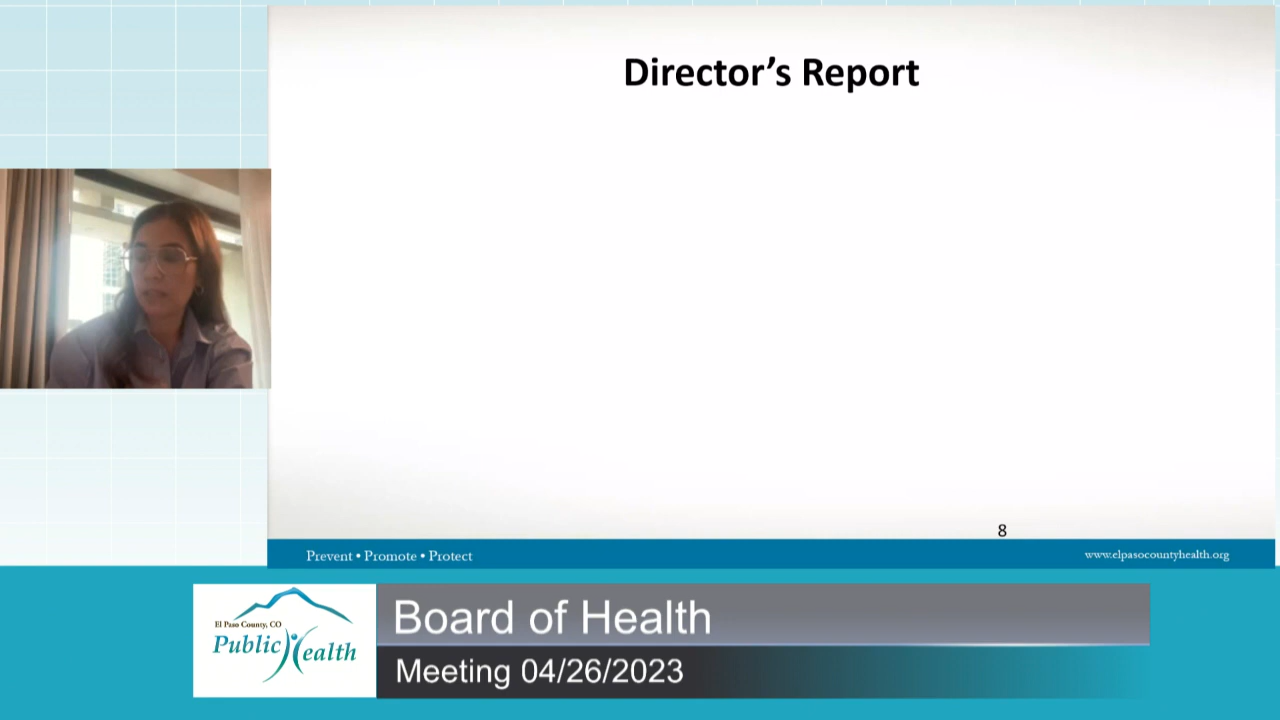 Director’s Report
8
Prevent • Promote • Protect
www.elpasocountyhealth.org
El Paso County, CO
Public Health
Board of Health
Meeting 04/26/2023